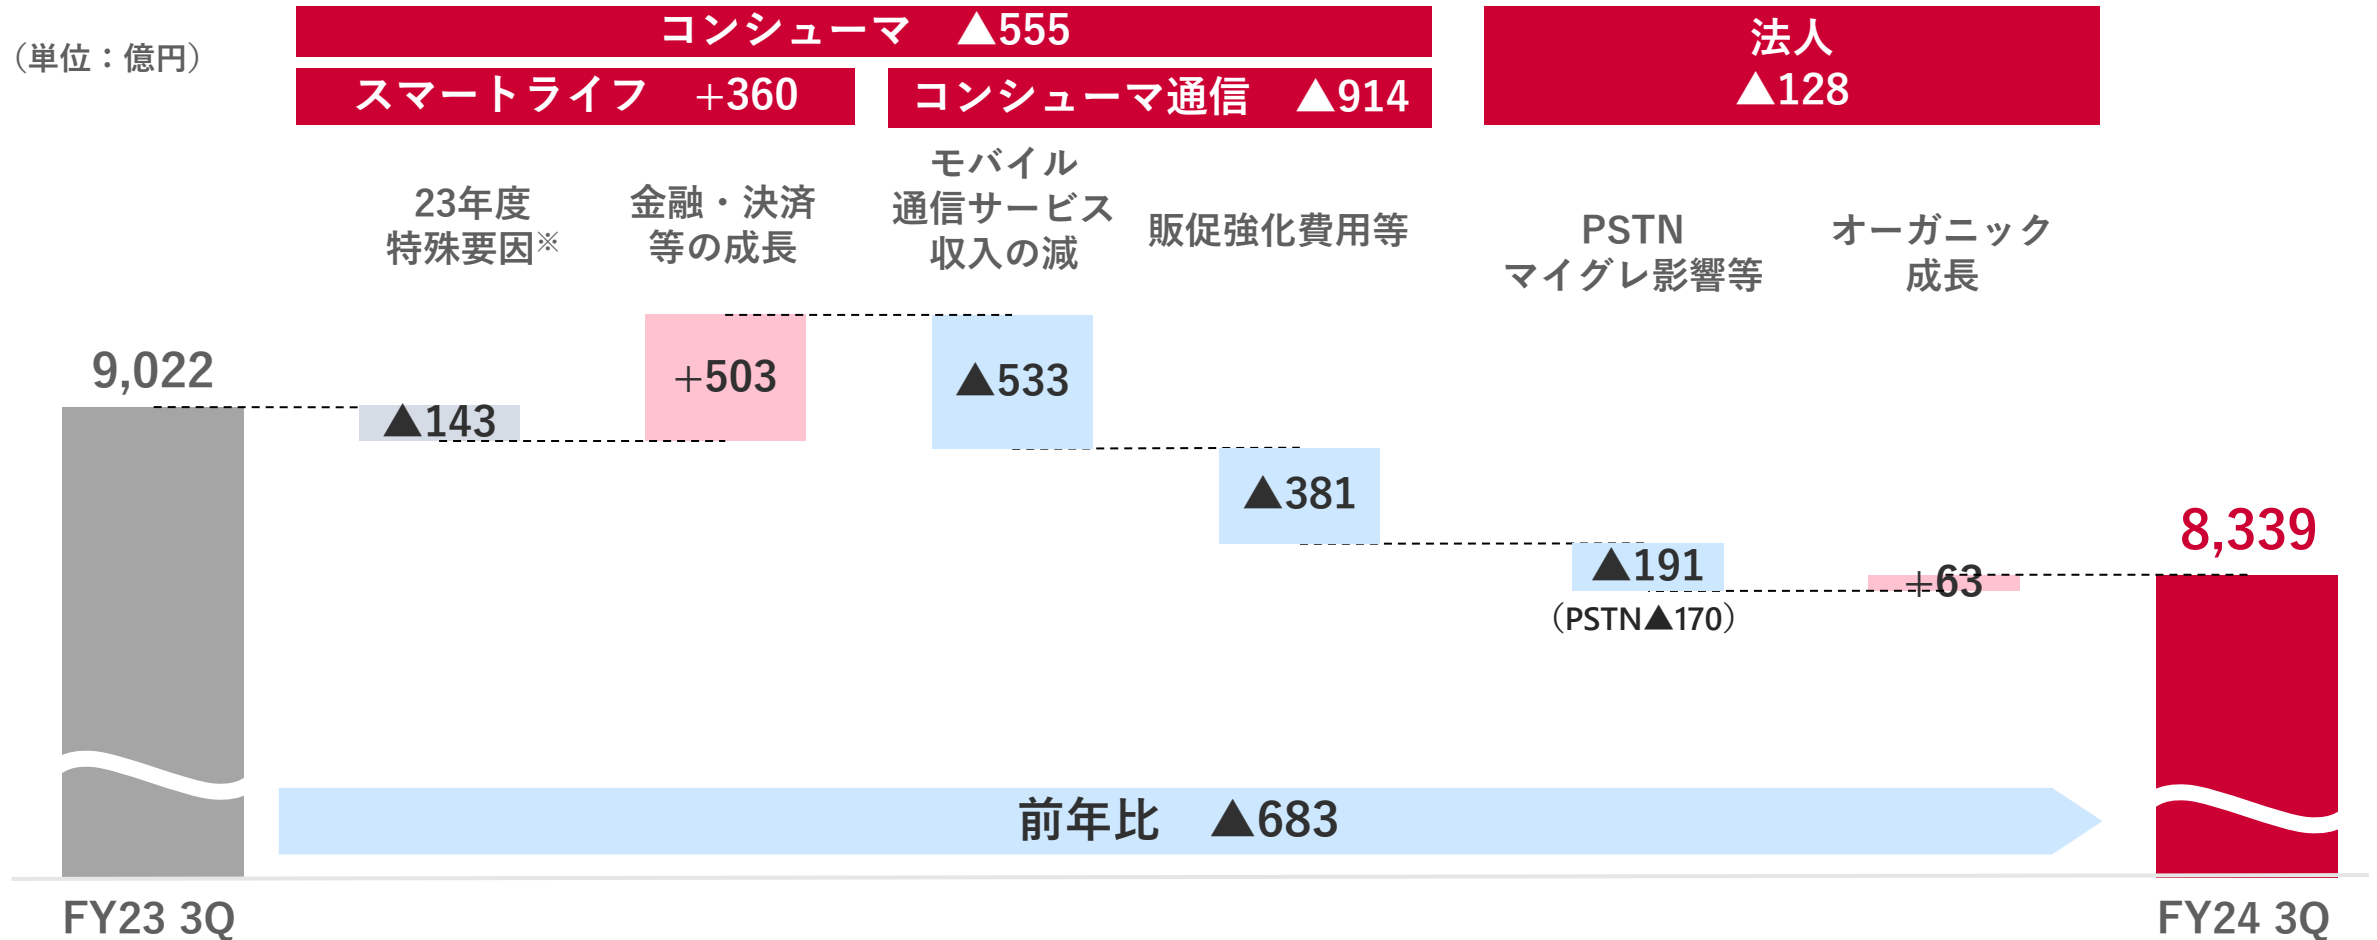 (単位：億円)
コンシューマ　▲555
スマートライフ　+360
コンシューマ通信　▲914
法人
▲128
23年度
特殊要因※
金融・決済
等の成長
モバイル
通信サービス
収入の減
販促強化費用等
PSTN
マイグレ影響等
オーガニック
成長
9,022
▲143
+503
▲533
▲381
▲191
(PSTN▲170)
+63
8,339
前年比　▲683
FY23 3Q
FY24 3Q